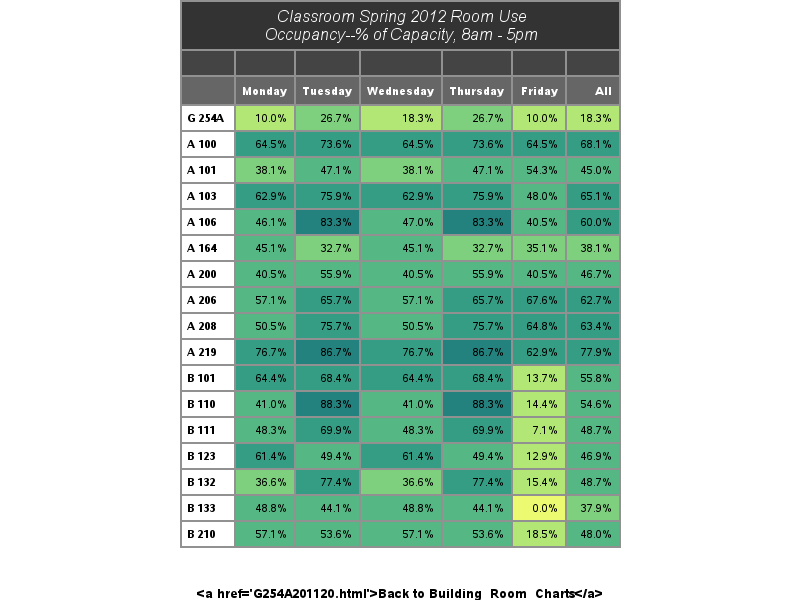 Classroom Spring 2012 Room Use
Occupancy--% of Capacity, 8am - 5pm
Monday Tuesday Wednesday Thursday Friday All
G 254A 10.0% 26.7% 18.3% 26.7% 10.0% 18.3%
A 100 64.5% 73.6% 64.5% 73.6% 64.5% 68.1%
A 101 38.1% 47.1% 38.1% 47.1% 54.3% 45.0%
A 103 62.9% 75.9% 62.9% 75.9% 48.0% 65.1%
A 106 46.1% 83.3% 47.0% 83.3% 40.5% 60.0%
A 164 45.1% 32.7% 45.1% 32.7% 35.1% 38.1%
A 200 40.5% 55.9% 40.5% 55.9% 40.5% 46.7%
A 206 57.1% 65.7% 57.1% 65.7% 67.6% 62.7%
A 208 50.5% 75.7% 50.5% 75.7% 64.8% 63.4%
A 219 76.7% 86.7% 76.7% 86.7% 62.9% 77.9%
B 101 64.4% 68.4% 64.4% 68.4% 13.7% 55.8%
B 110 41.0% 88.3% 41.0% 88.3% 14.4% 54.6%
B 111 48.3% 69.9% 48.3% 69.9% 7.1% 48.7%
B 123 61.4% 49.4% 61.4% 49.4% 12.9% 46.9%
B 132 36.6% 77.4% 36.6% 77.4% 15.4% 48.7%
B 133 48.8% 44.1% 48.8% 44.1% 0.0% 37.9%
B 210 57.1% 53.6% 57.1% 53.6% 18.5% 48.0%
<a href='G254A201120.html'>Back to Building_Room_Charts</a>